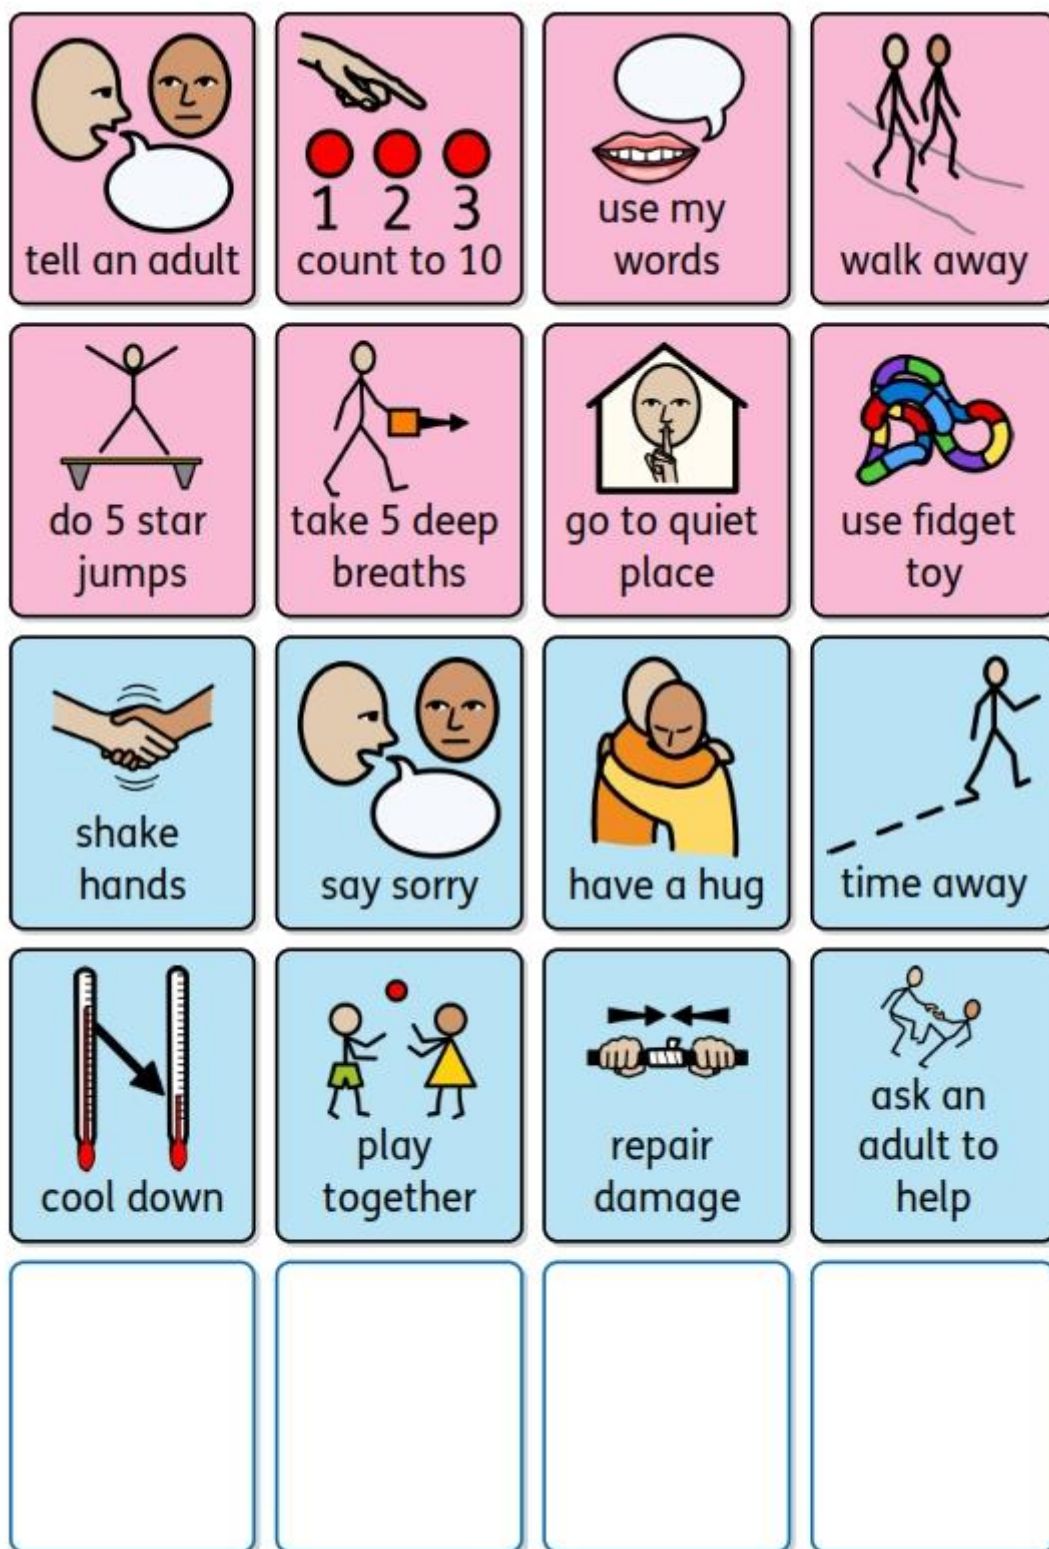 tell an adult
1 2 3
count to 10
use my
words
walk away
do 5 star
jumps
take 5 deep
breaths
go to quiet
place
use fidget
toy
shake
hands
say sorry
have a hug
time away
cool down
play
together
repair
damage
ask an
adult to
help